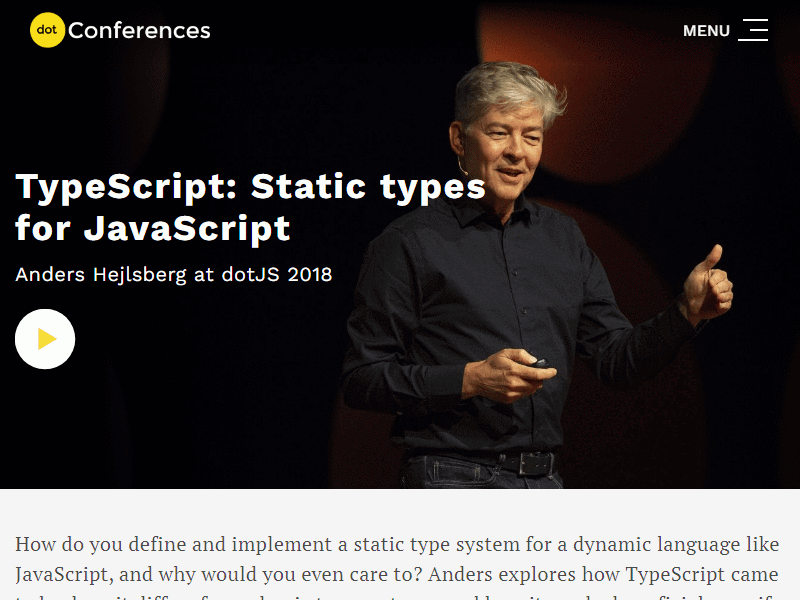 dot Conferences
MENU
TypeScript: Static types
for JavaScript
Anders Hejlsberg at dotJS 2018
How do you define and implement a static type system for a dynamic language like
JavaScript, and why would you even care to? Anders explores how TypeScript came